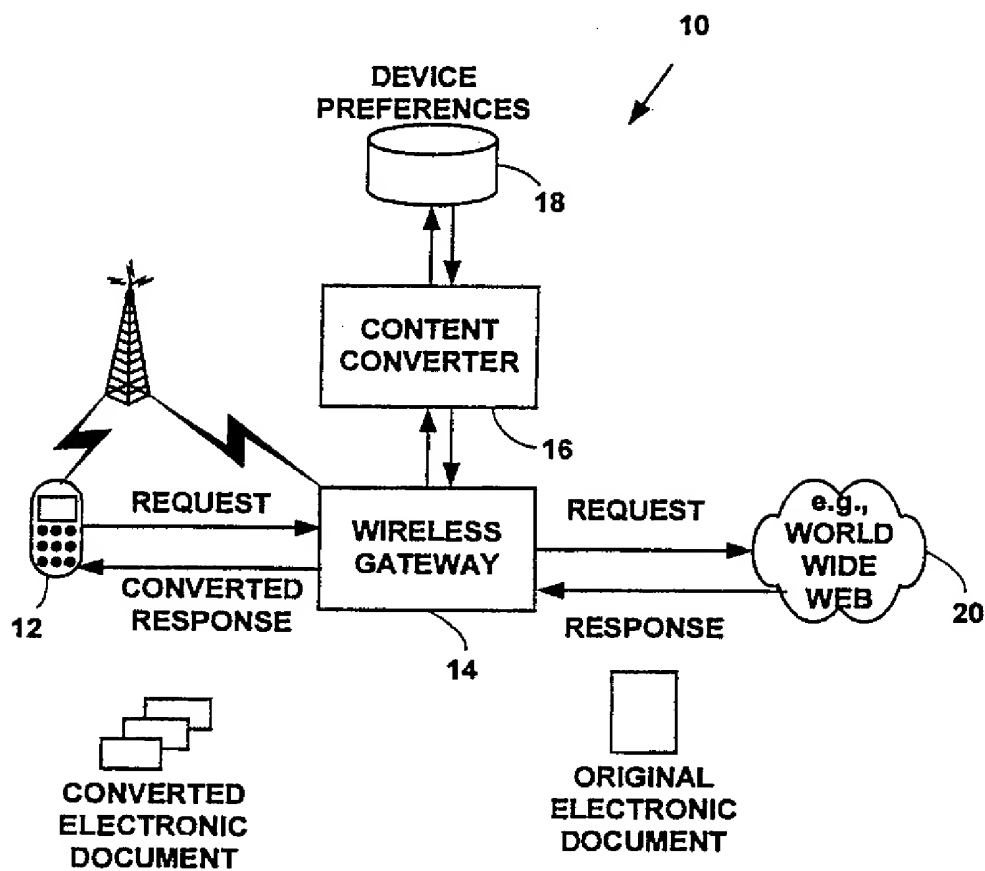 10
DEVICE
PREFERENCES
18
CONTENT
CONVERTER
16
REQUEST
WIRELESS
GATEWAY
REQUEST
e.g.,
WORLD
WIDE
WEB
CONVERTED
RESPONSE
RESPONSE
12
14
20
CONVERTED
ELECTRONIC
DOCUMENT
ORIGINAL
ELECTRONIC
DOCUMENT